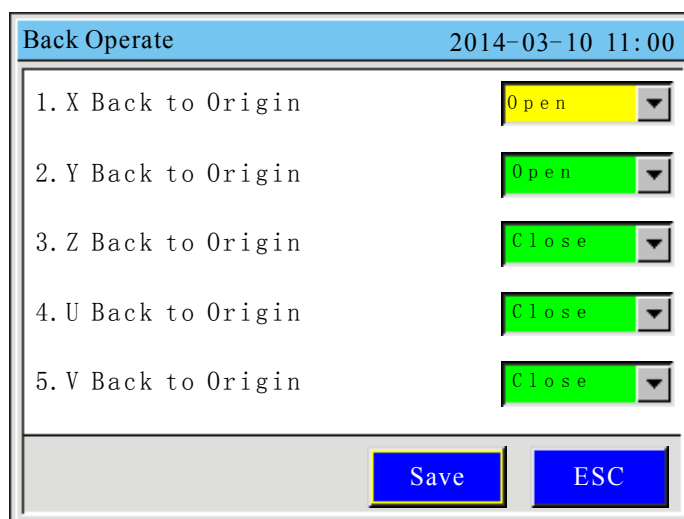 Back Operate 2014-03-10 11:00
1.X Back to Origin Open
2.Y Back to Origin Open
3.Z Back to Origin Close
4.U Back to Origin Close
5.V Back to Origin Close
Save ESC